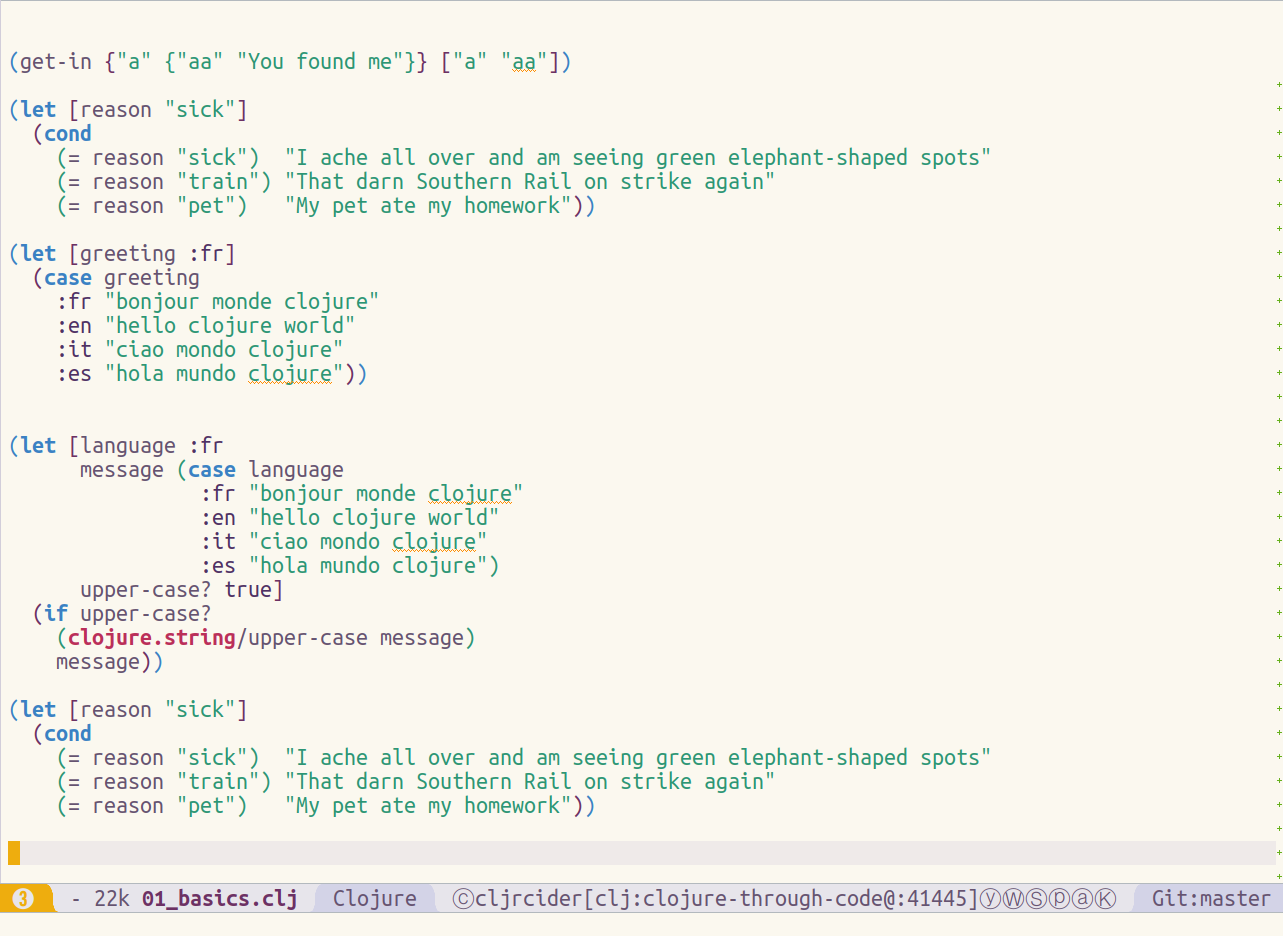 (get-in {"a" {"aa" "You found me"}} ["a" "aa"])
(let [reason "sick"]
  (cond
    (= reason "sick")  "I ache all over and am seeing green elephant-shaped spots"
    (= reason "train") "That darn Southern Rail on strike again"
    (= reason "pet")   "My pet ate my homework"))
(let [greeting :fr]
  (case greeting
    :fr "bonjour monde clojure"
    :en "hello clojure world"
    :it "ciao mondo clojure"
    :es "hola mundo clojure"))
(let [language :fr
      message (case language
                :fr "bonjour monde clojure"
                :en "hello clojure world"
                :it "ciao mondo clojure"
                :es "hola mundo clojure")
      upper-case? true]
  (if upper-case?
    (clojure.string/upper-case message)
    message))
(let [reason "sick"]
  (cond
    (= reason "sick")  "I ache all over and am seeing green elephant-shaped spots"
    (= reason "train") "That darn Southern Rail on strike again"
    (= reason "pet")   "My pet ate my homework"))
❸ - 22k 01_basics.clj Clojure ⓒcljrcider[clj:clojure-through-code@:41445]ⓨⓌⓈⓟⓐⓀ Git:master